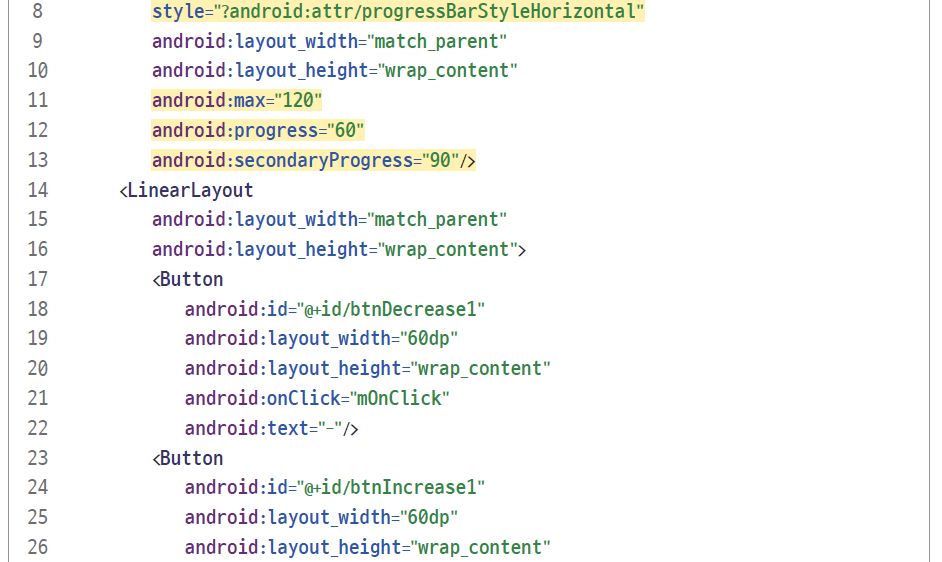 8 style="?android:attr/progressBarStyleHorizontal"
9 android:layout_width="match_parent"
10 android:layout_height="wrap_content"
11 android:max="120"
12 android:progress="60"
13 android:secondaryProgress="90"/>
14 <LinearLayout
15 android:layout_width="match_parent"
16 android:layout_height="wrap_content">
17 <Button
18 android:id="@+id/btnDecrease1"
19 android:layout_width="60dp"
20 android:layout_height="wrap_content"
21 android:onClick="mOnClick"
22 android:text="-"/>
23 <Button
24 android:id="@+id/btnIncrease1"
25 android:layout_width="60dp"
26 android:layout_height="wrap_content"